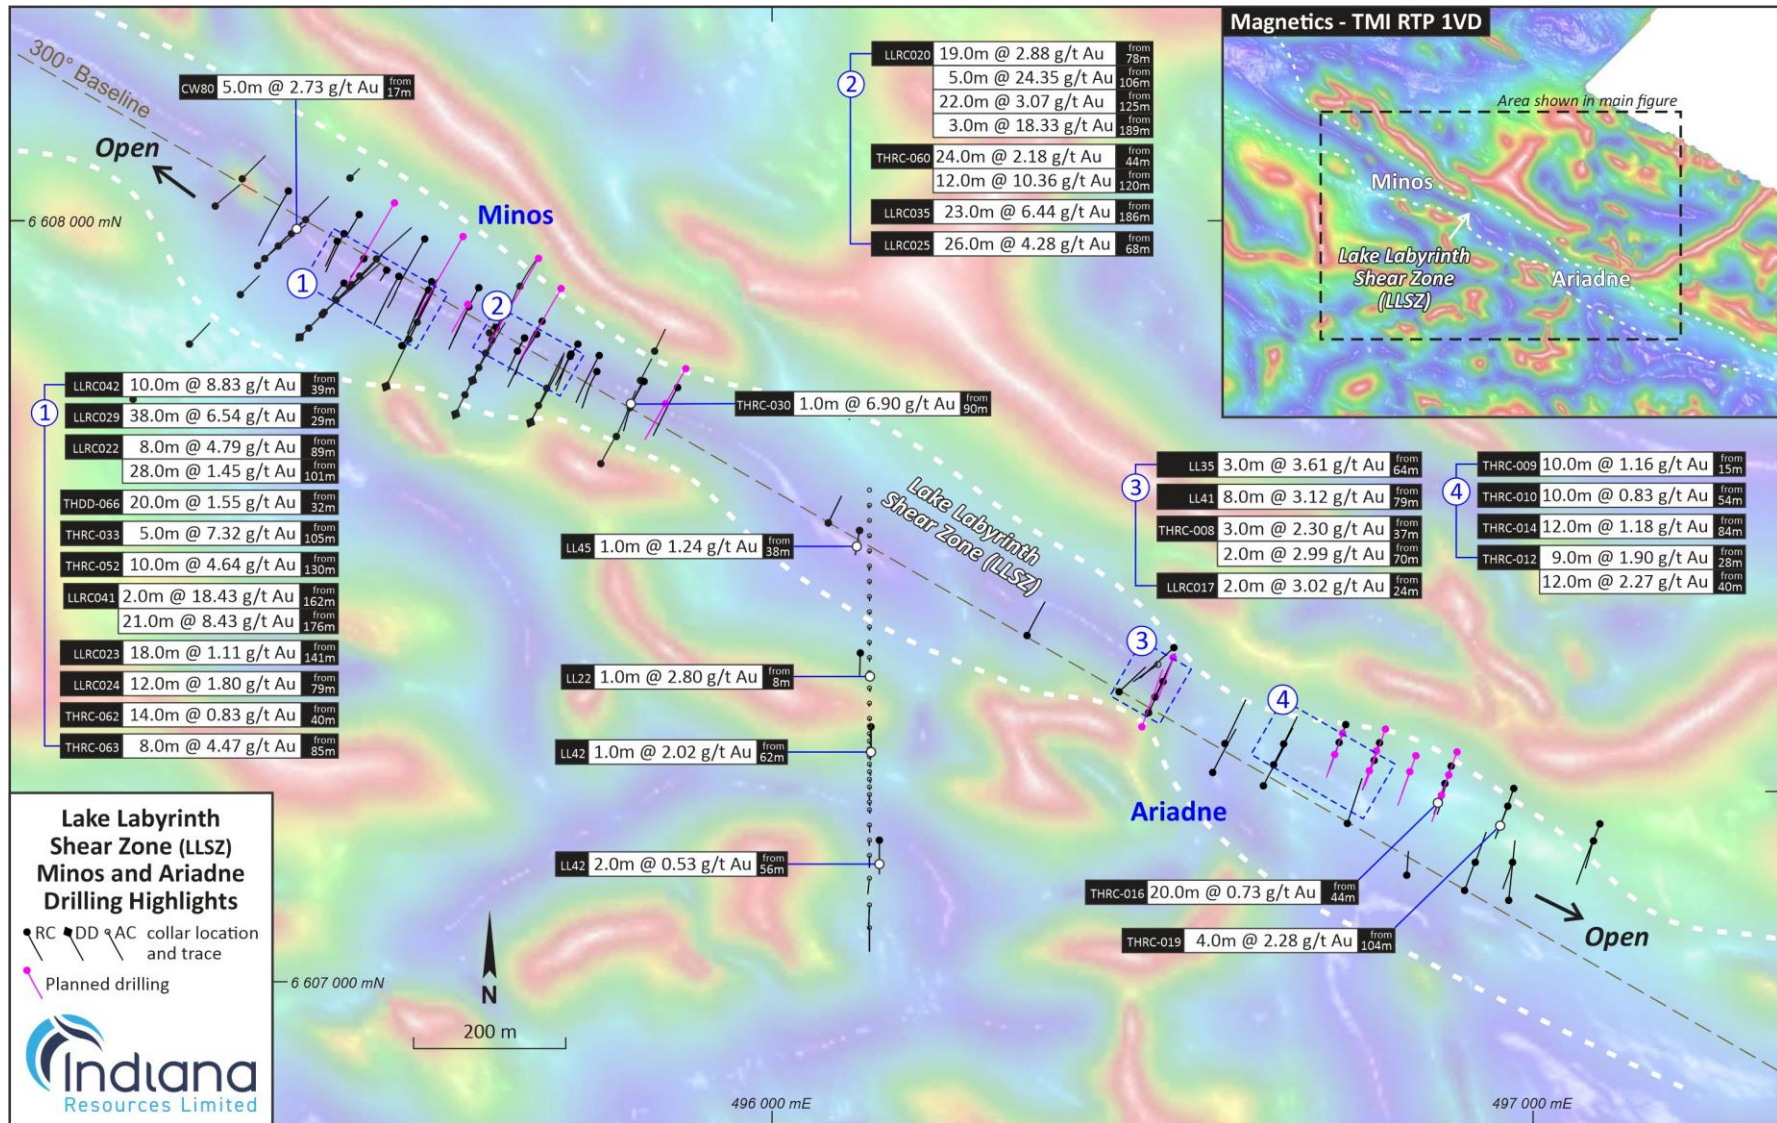 Magnetics - TMI RTP 1VD
Area shown in main figure
Minos
Lake Labyrinth
Shear Zone
(LLSZ)
Ariadne
300° Baseline
Open
6 608 000 mN
CW80 5.0m @ 2.73 g/t Au from 17m
Minos
1
2
2
LLRC020 19.0m @ 2.88 g/t Au from 78m
5.0m @ 24.35 g/t Au from 106m
22.0m @ 3.07 g/t Au from 125m
3.0m @ 18.33 g/t Au from 189m
THRC-060 24.0m @ 2.18 g/t Au from 44m
12.0m @ 10.36 g/t Au from 120m
LLRC035 23.0m @ 6.44 g/t Au from 186m
LLRC025 26.0m @ 4.28 g/t Au from 68m
1
LLRC042 10.0m @ 8.83 g/t Au from 39m
LLRC029 38.0m @ 6.54 g/t Au from 29m
LLRC022 8.0m @ 4.79 g/t Au from 89m
28.0m @ 1.45 g/t Au from 101m
THDD-066 20.0m @ 1.55 g/t Au from 32m
THRC-033 5.0m @ 7.32 g/t Au from 105m
THRC-052 10.0m @ 4.64 g/t Au from 130m
LLRC041 2.0m @ 18.43 g/t Au from 162m
21.0m @ 8.43 g/t Au from 176m
LLRC023 18.0m @ 1.11 g/t Au from 141m
LLRC024 12.0m @ 1.80 g/t Au from 79m
THRC-062 14.0m @ 0.83 g/t Au from 40m
THRC-063 8.0m @ 4.47 g/t Au from 85m
THRC-030 1.0m @ 6.90 g/t Au from 90m
Lake Labyrinth
Shear Zone (LLSZ)
LL45 1.0m @ 1.24 g/t Au from 38m
LL22 1.0m @ 2.80 g/t Au from 8m
LL42 1.0m @ 2.02 g/t Au from 62m
LL42 2.0m @ 0.53 g/t Au from 56m
3
LL35 3.0m @ 3.61 g/t Au from 64m
LL41 8.0m @ 3.12 g/t Au from 79m
THRC-008 3.0m @ 2.30 g/t Au from 37m
2.0m @ 2.99 g/t Au from 70m
LLRC017 2.0m @ 3.02 g/t Au from 24m
4
THRC-009 10.0m @ 1.16 g/t Au from 15m
THRC-010 10.0m @ 0.83 g/t Au from 54m
THRC-014 12.0m @ 1.18 g/t Au from 84m
THRC-012 9.0m @ 1.90 g/t Au from 28m
12.0m @ 2.27 g/t Au from 40m
3
4
Ariadne
THRC-016 20.0m @ 0.73 g/t Au from 44m
THRC-019 4.0m @ 2.28 g/t Au from 104m
Open
Lake Labyrinth
Shear Zone (LLSZ)
Minos and Ariadne
Drilling Highlights
RC DD AC collar location
and trace
Planned drilling
Indiana
Resources Limited
6 607 000 mN
N
200 m
496 000 mE
497 000 mE